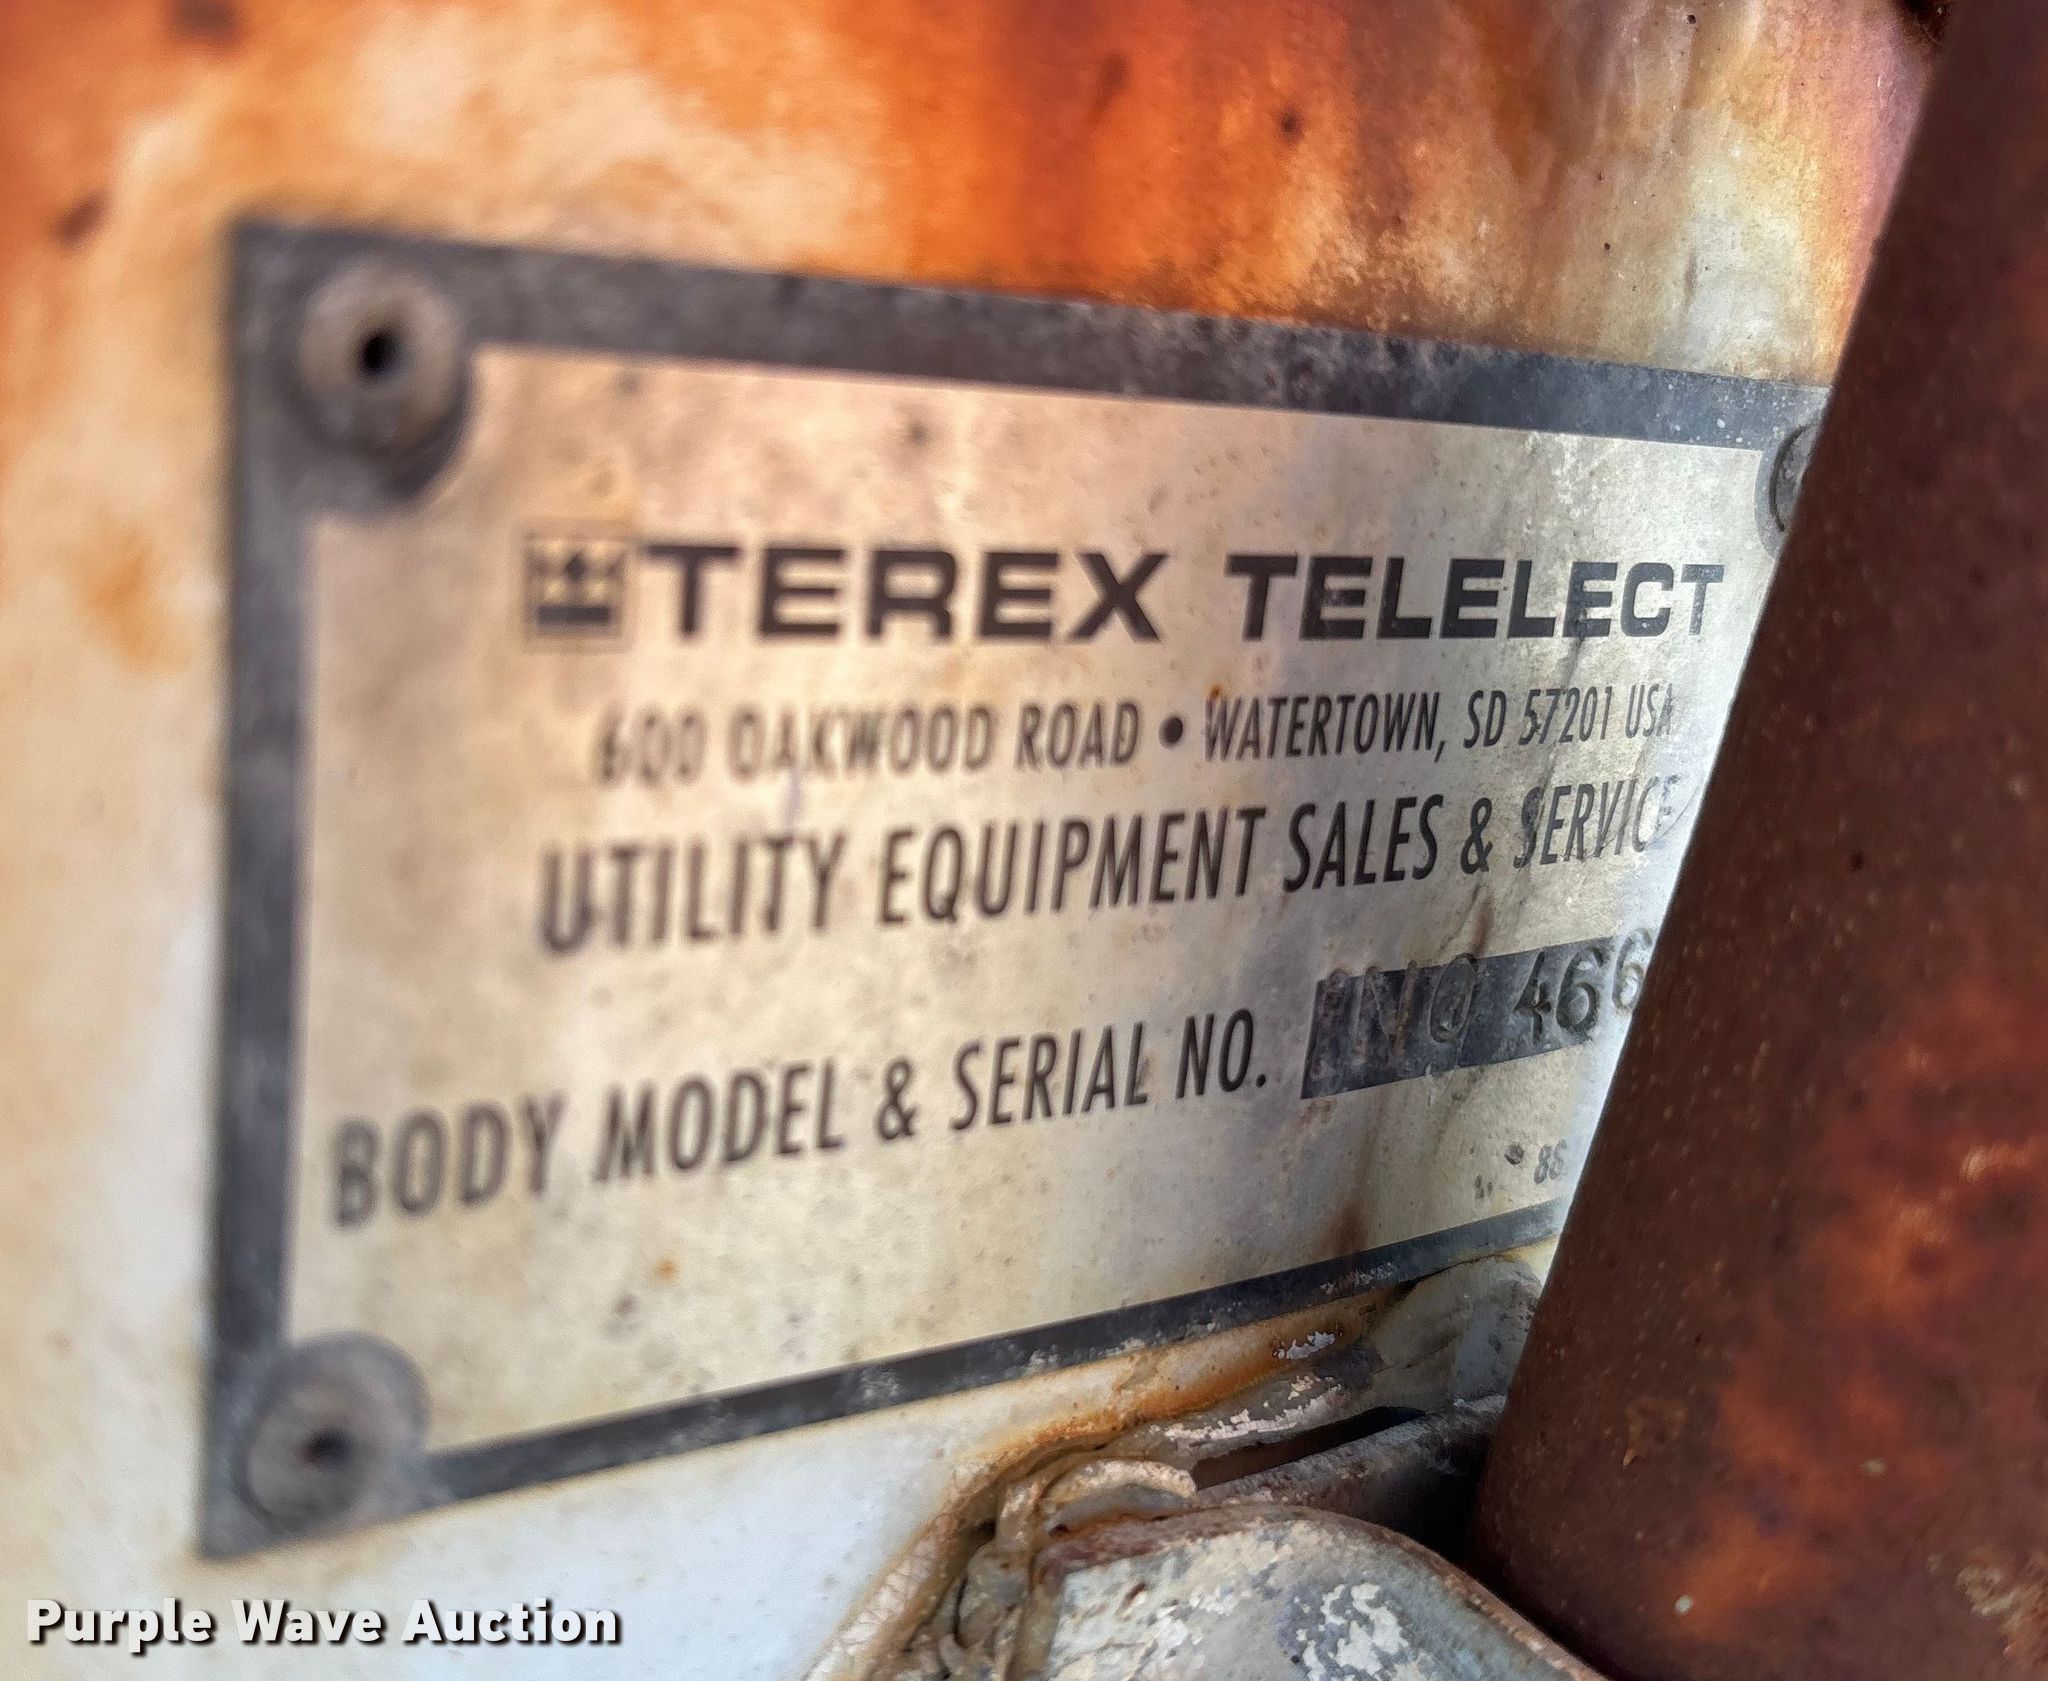 TEREX TELELECT
600 OAKWOOD ROAD • WATERTOWN, SD 57201 USA
UTILITY EQUIPMENT SALES & SERVICE
BODY MODEL & SERIAL NO. 466
Purple Wave Auction